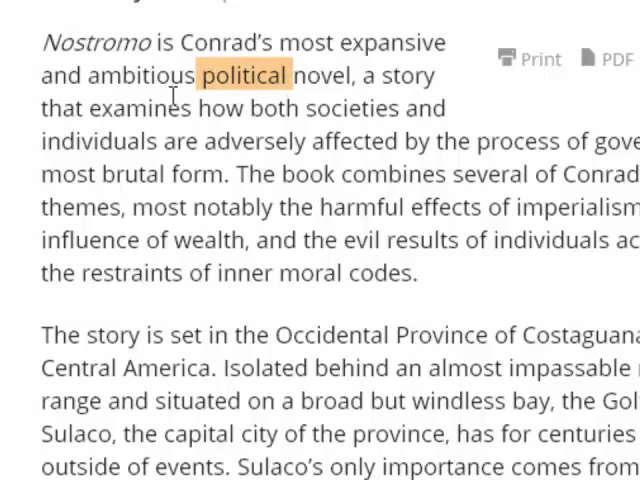 Nostromo is Conrad's most expansive
Print PDF
and ambitious political novel, a story
that examines how both societies and
individuals are adversely affected by the process of gove
most brutal form. The book combines several of Conrad
themes, most notably the harmful effects of imperialism
influence of wealth, and the evil results of individuals ac
the restraints of inner moral codes.
The story is set in the Occidental Province of Costaguana
Central America. Isolated behind an almost impassable
range and situated on a broad but windless bay, the Gol
Sulaco, the capital city of the province, has for centuries
outside of events. Sulaco's only importance comes from